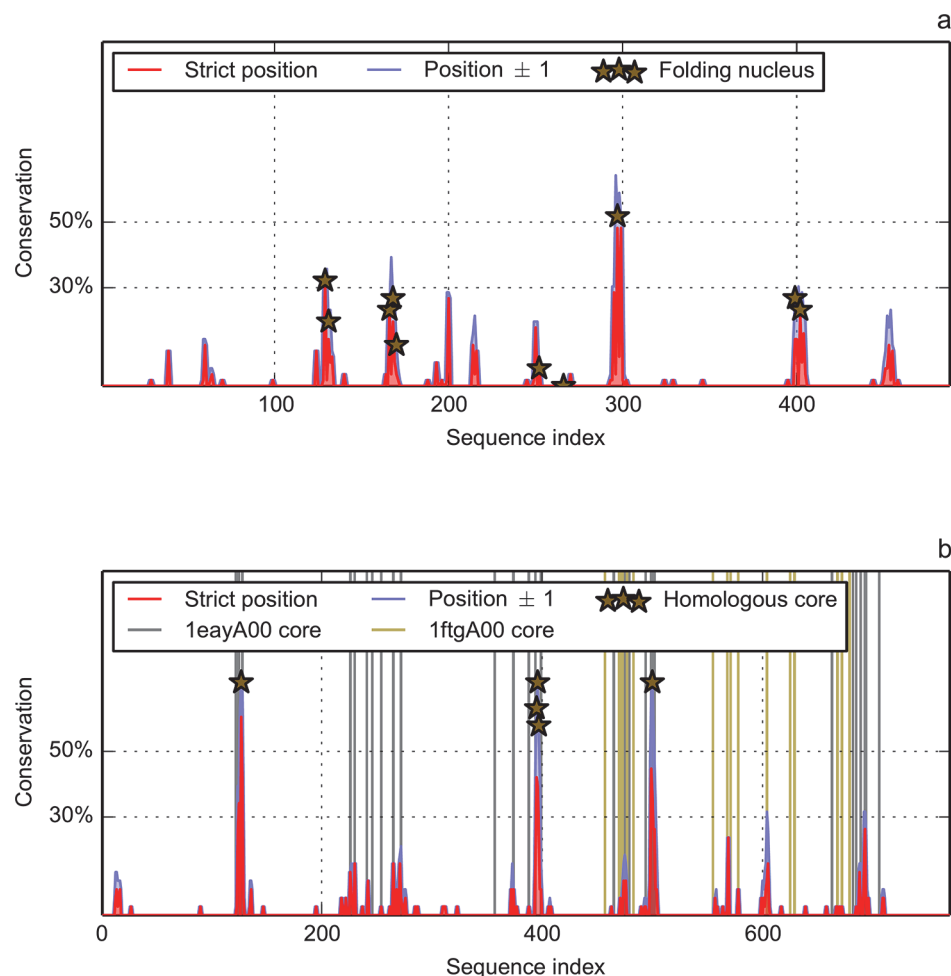 a
Strict position Position ± 1 Folding nucleus
Conservation
50%
30%
100 200 300 400
Sequence index
b
Strict position Position ± 1 Homologous core
1eayA00 core 1ftgA00 core
Conservation
50%
30%
0 200 400 600
Sequence index